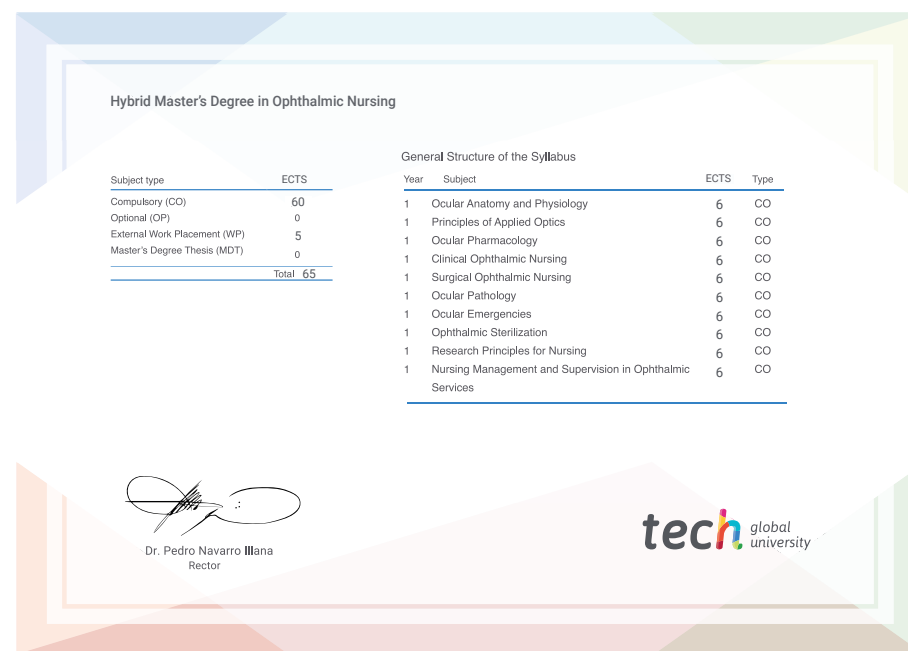 Hybrid Master's Degree in Ophthalmic Nursing
Subject type ECTS
Compulsory (CO) 60
Optional (OP) 0
External Work Placement (WP) 5
Master's Degree Thesis (MDT) 0
Total 65
General Structure of the Syllabus
Year Subject ECTS Type
1 Ocular Anatomy and Physiology 6 CO
1 Principles of Applied Optics 6 CO
1 Ocular Pharmacology 6 CO
1 Clinical Ophthalmic Nursing 6 CO
1 Surgical Ophthalmic Nursing 6 CO
1 Ocular Pathology 6 CO
1 Ocular Emergencies 6 CO
1 Ophthalmic Sterilization 6 CO
1 Research Principles for Nursing 6 CO
1 Nursing Management and Supervision in Ophthalmic 6 CO
Services
Dr. Pedro Navarro Illana
Rector
tech global
university